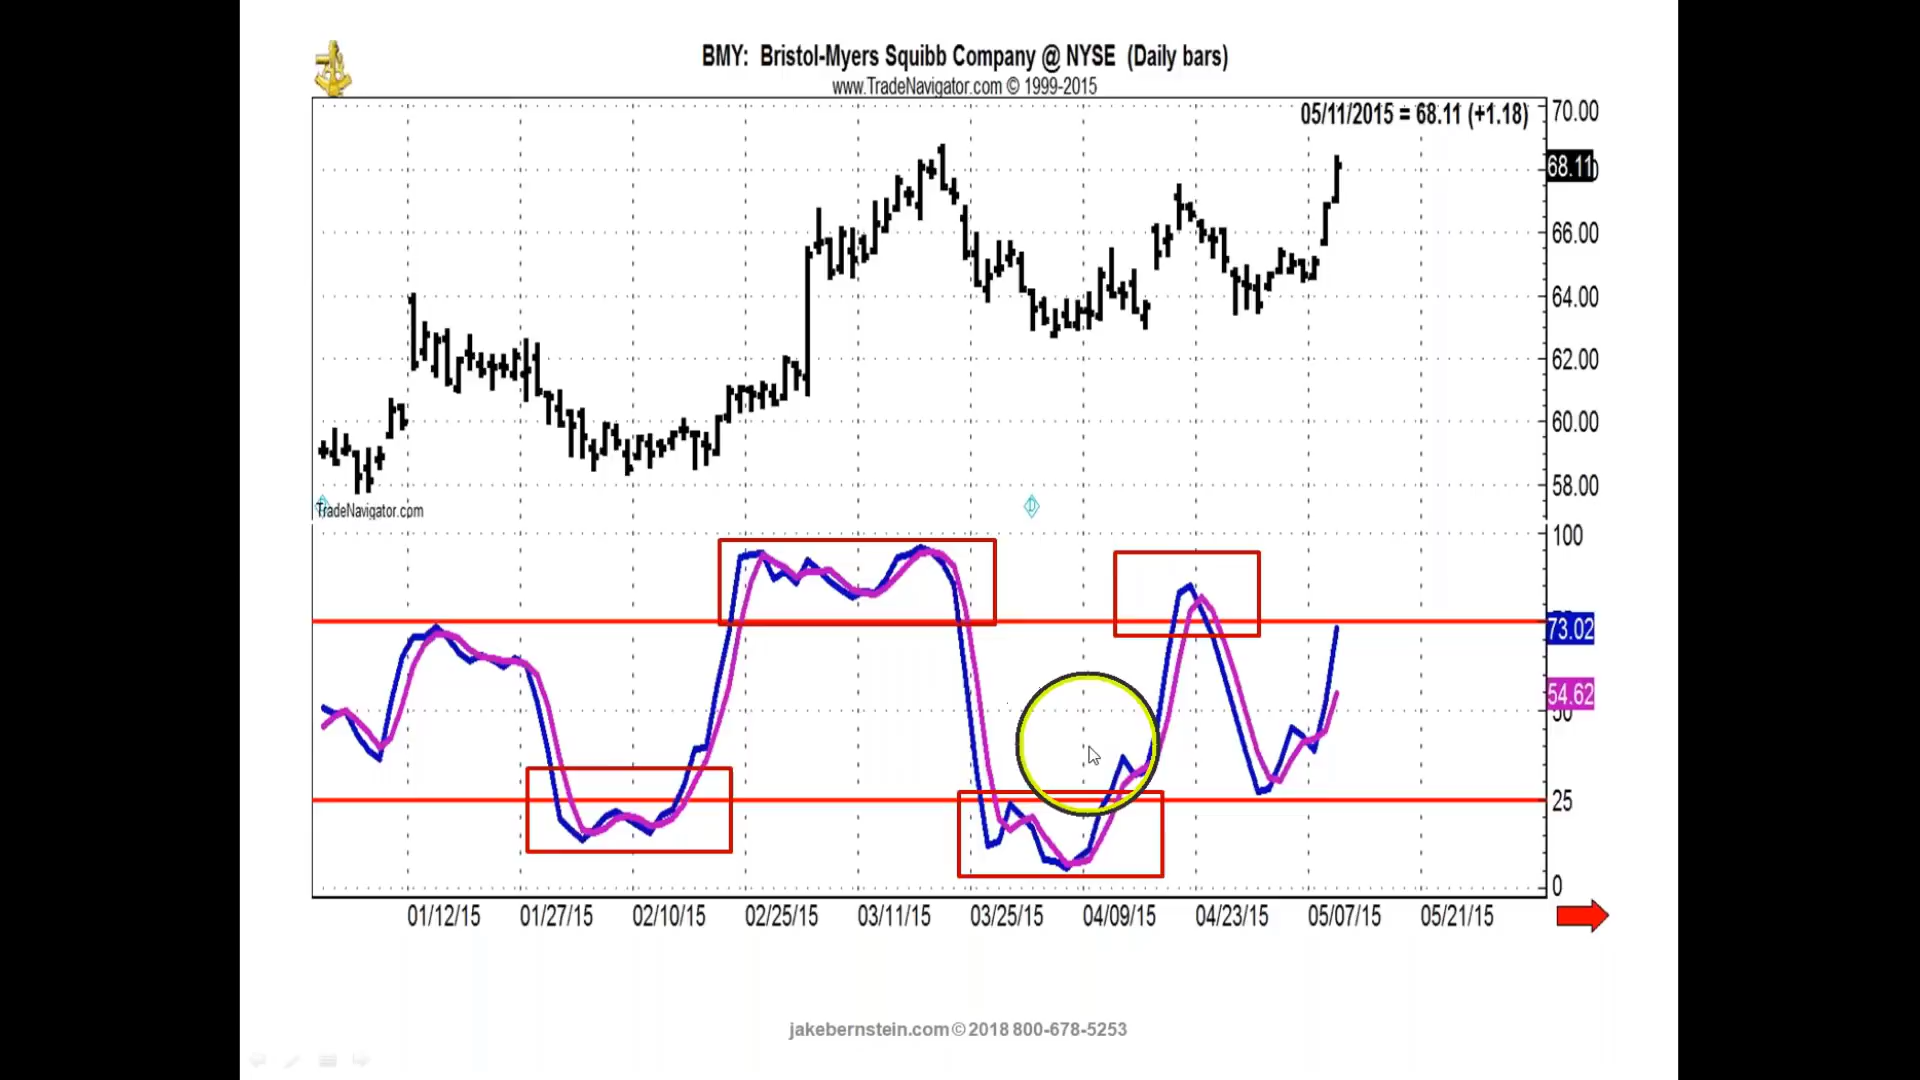 BMY: Bristol-Myers Squibb Company @ NYSE (Daily bars)
www.TradeNavigator.com © 1999-2015
05/11/2015 = 68.11 (+1.18)
70.00
68.11
66.00
64.00
62.00
60.00
58.00
TradeNavigator.com
D
100
73.02
54.62
50
25
0
01/12/15 01/27/15 02/10/15 02/25/15 03/11/15 03/25/15 04/09/15 04/23/15 05/07/15 05/21/15
jakebernstein.com©2018 800-678-5253